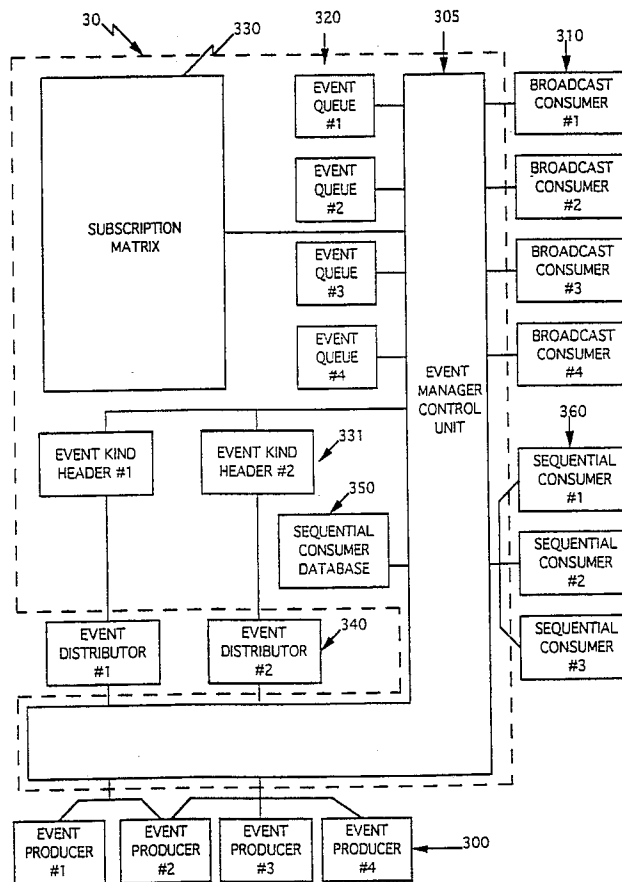 30
330
320
305
310
SUBSCRIPTION
MATRIX
EVENT
QUEUE
#1
EVENT
QUEUE
#2
EVENT
QUEUE
#3
EVENT
QUEUE
#4
EVENT
MANAGER
CONTROL
UNIT
BROADCAST
CONSUMER
#1
BROADCAST
CONSUMER
#2
BROADCAST
CONSUMER
#3
BROADCAST
CONSUMER
#4
360
SEQUENTIAL
CONSUMER
#1
SEQUENTIAL
CONSUMER
#2
SEQUENTIAL
CONSUMER
#3
EVENT KIND
HEADER #1
EVENT KIND
HEADER #2
331
350
SEQUENTIAL
CONSUMER
DATABASE
EVENT
DISTRIBUTOR
#1
EVENT
DISTRIBUTOR
#2
340
EVENT
PRODUCER
#1
EVENT
PRODUCER
#2
EVENT
PRODUCER
#3
EVENT
PRODUCER
#4
300